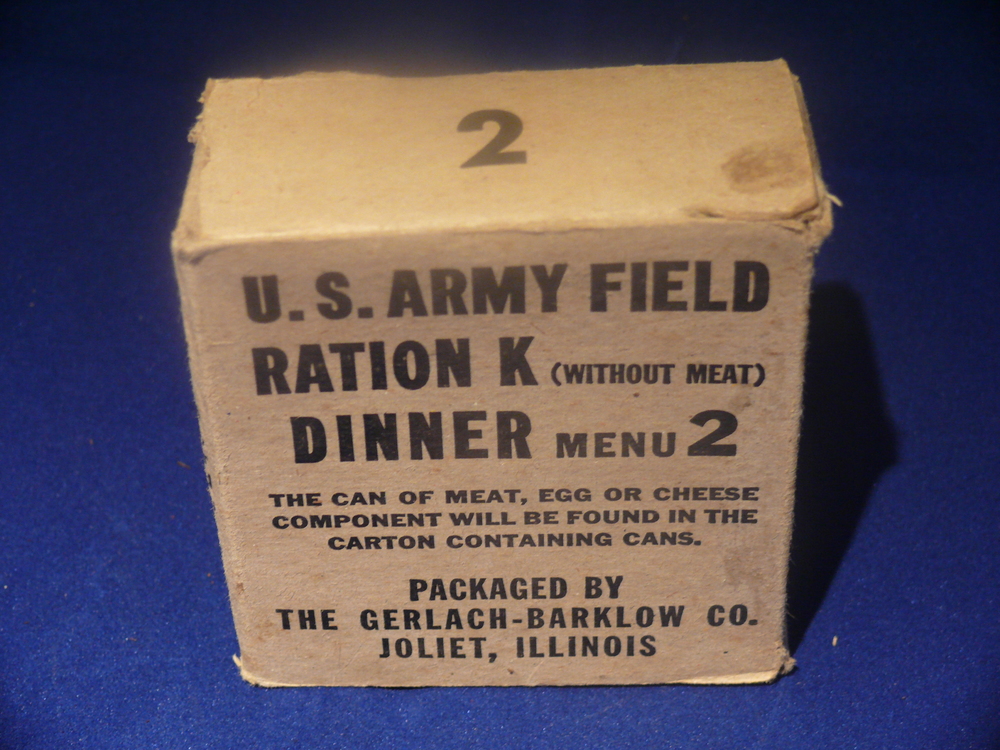 2
U. S. ARMY FIELD
RATION K (WITHOUT MEAT)
DINNER MENU 2
THE CAN OF MEAT, EGG OR CHEESE
COMPONENT WILL BE FOUND IN THE
CARTON CONTAINING CANS.
PACKAGED BY
THE GERLACH-BARKLOW CO.
JOLIET, ILLINOIS